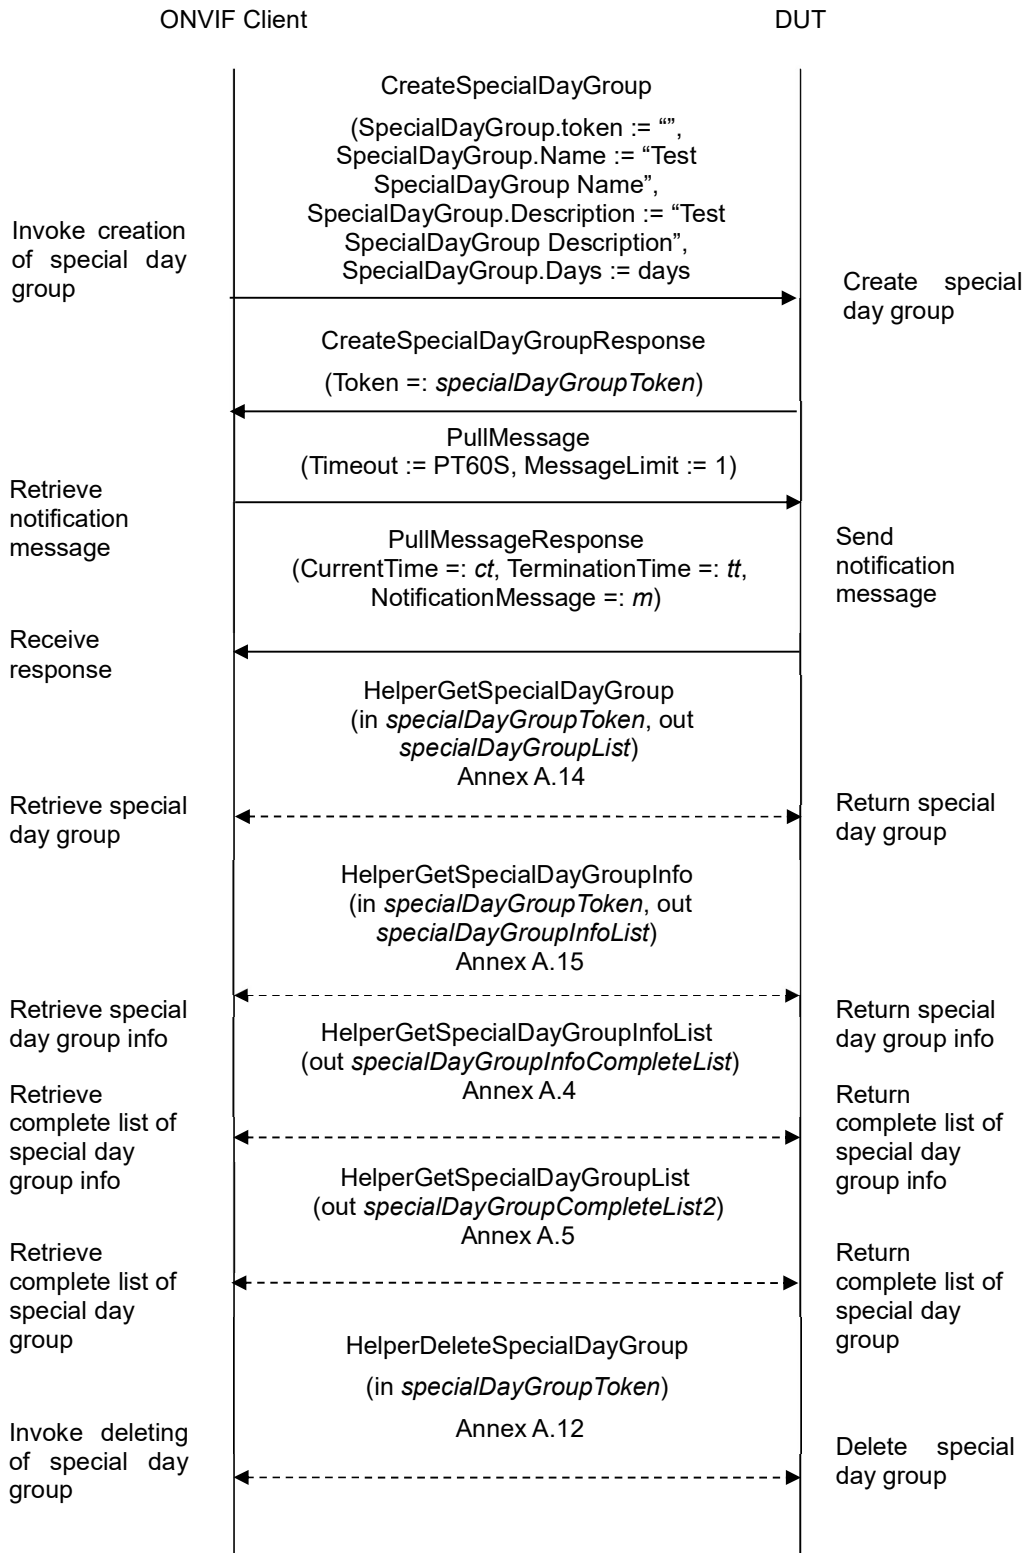 ONVIF Client
DUT
CreateSpecialDayGroup
(SpecialDayGroup.token := “”,
SpecialDayGroup.Name := “Test
SpecialDayGroup Name”,
SpecialDayGroup.Description := “Test
SpecialDayGroup Description”,
SpecialDayGroup.Days := days
Invoke creation
of special day
group
Create special
day group
CreateSpecialDayGroupResponse
(Token =: specialDayGroupToken)
PullMessage
(Timeout := PT60S, MessageLimit := 1)
Retrieve
notification
message
PullMessageResponse
(CurrentTime =: ct, TerminationTime =: tt,
NotificationMessage =: m)
Send
notification
message
Receive
response
HelperGetSpecialDayGroup
(in specialDayGroupToken, out
specialDayGroupList)
Annex A.14
Retrieve special
day group
Return special
day group
HelperGetSpecialDayGroupInfo
(in specialDayGroupToken, out
specialDayGroupInfoList)
Annex A.15
Retrieve special
day group info
Return special
day group info
HelperGetSpecialDayGroupInfoList
(out specialDayGroupInfoCompleteList)
Annex A.4
Retrieve
complete list of
special day
group info
Return
complete list of
special day
group info
HelperGetSpecialDayGroupList
(out specialDayGroupCompleteList2)
Annex A.5
Retrieve
complete list of
special day
group
Return
complete list of
special day
group
HelperDeleteSpecialDayGroup
(in specialDayGroupToken)
Annex A.12
Invoke deleting
of special day
group
Delete special
day group